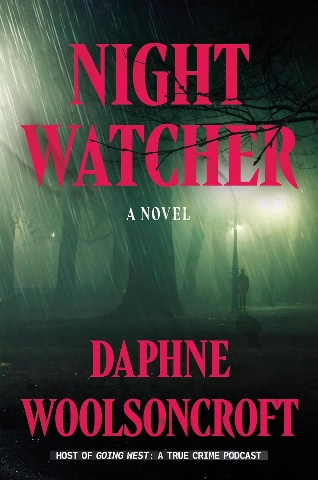 NIGHT
WATCHER
A NOVEL
DAPHNE
WOOLSONCROFT
HOST OF GOING WEST: A TRUE CRIME PODCAST